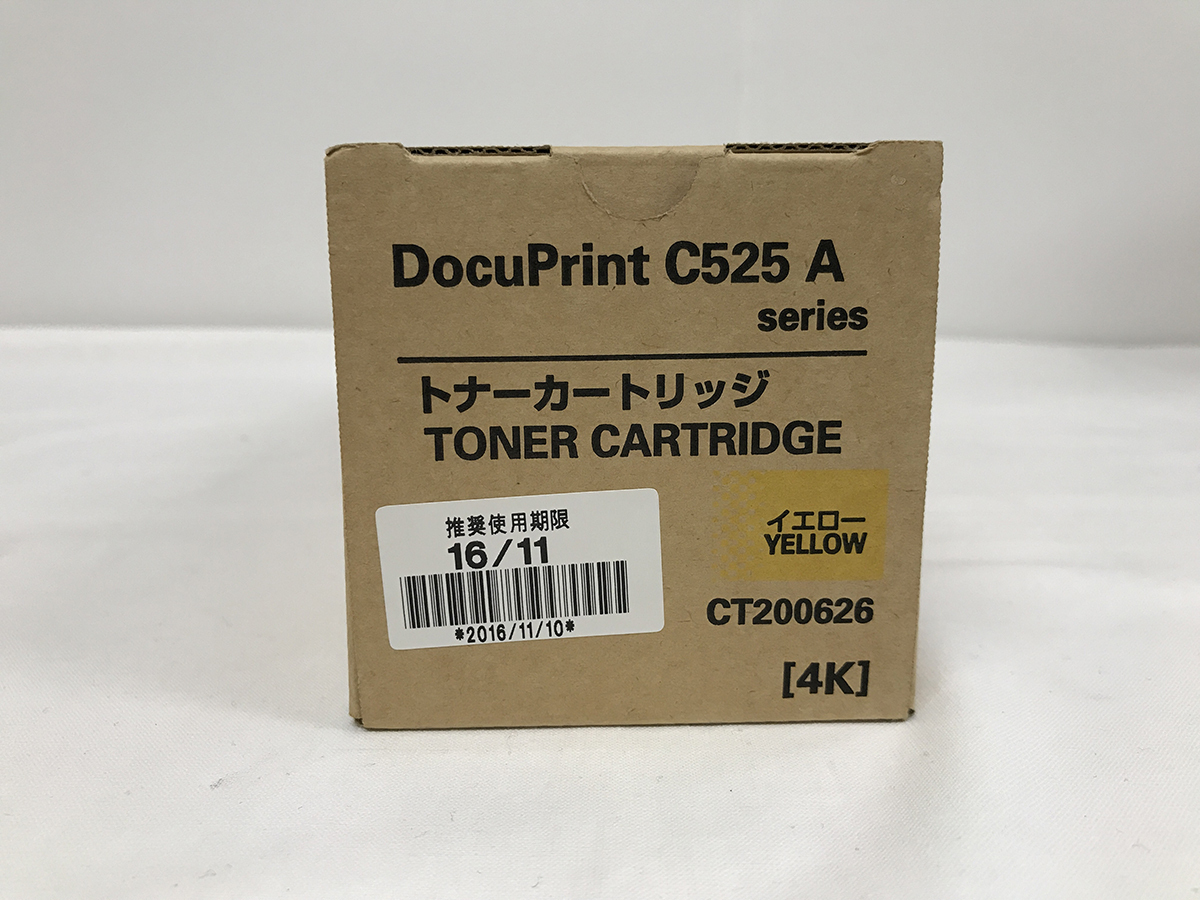 DocuPrint C525 A
series
トナーカートリッジ
TONER CARTRIDGE
推奨使用期限
16/11
*2016/11/10*
イエロー
YELLOW
CT200626
[4K]